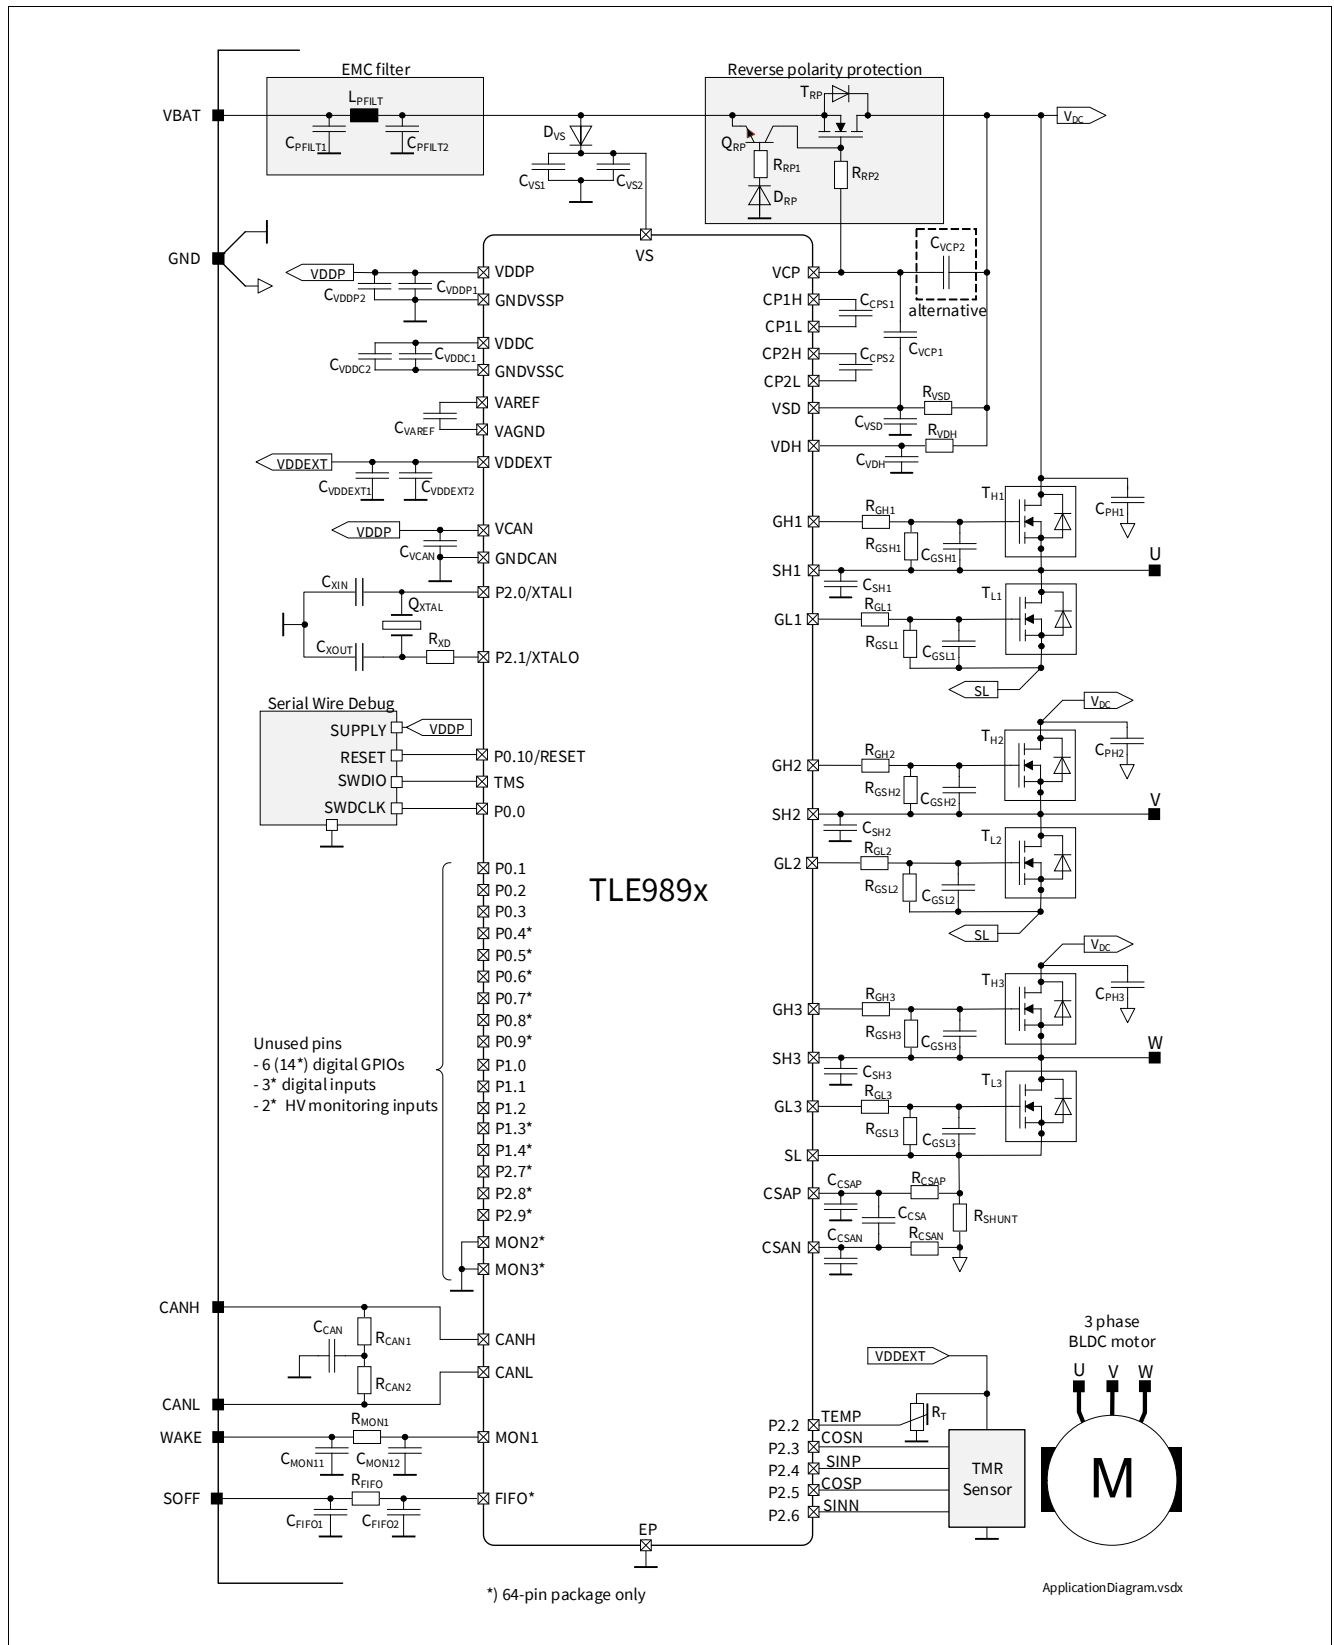 EMC filter
Reverse polarity protection
VBAT
LPFILT
CPFILT1
CPFILT2
DVS
CVS1
CVS2
TRP
QRP
RRP1
DRP
RRP2
VDC
GND
VS
VDDP
CVDDP2
CVDDP1
VDDP
GNDVSSP
CVDDC2
CVDDC1
VDDC
GNDVSSC
CVAREF
VAREF
VAGND
VDDEXT
CVDDEXT1
CVDDEXT2
VDDEXT
VDDP
CVCAN
VCAN
GNDCAN
CXIN
QXTAL
CXOUT
RXD
P2.0/XTALI
P2.1/XTALO
Serial Wire Debug
SUPPLY
VDDP
RESET
SWDIO
SWDCLK
P0.10/RESET
TMS
P0.0
P0.1
P0.2
P0.3
P0.4*
P0.5*
P0.6*
P0.7*
P0.8*
P0.9*
P1.0
P1.1
P1.2
P1.3*
P1.4*
P2.7*
P2.8*
P2.9*
MON2*
MON3*
Unused pins
- 6 (14*) digital GPIOs
- 3* digital inputs
- 2* HV monitoring inputs
TLE989x
CANH
CCAN
RCAN1
RCAN2
CANH
CANL
CANL
WAKE
RMON1
CMON11
CMON12
MON1
SOFF
RFIFO
CFIFO1
CFIFO2
FIFO*
EP
*) 64-pin package only
VCP
CVCP2
alternative
CP1H
CCPS1
CP1L
CVCP1
CP2H
CCPS2
CP2L
VSD
RVSD
CVSD
VDH
RVDH
CVDH
GH1
RGH1
RGSH1
CGSH1
TH1
CPH1
SH1
CSH1
U
GL1
RGL1
RGSL1
CGSL1
TL1
SL
VDC
GH2
RGH2
RGSH2
CGSH2
TH2
CPH2
SH2
CSH2
V
GL2
RGL2
RGSL2
CGSL2
TL2
SL
VDC
GH3
RGH3
RGSH3
CGSH3
TH3
CPH3
SH3
CSH3
W
GL3
RGL3
RGSL3
CGSL3
TL3
SL
CSAP
CCSAP
RCSAP
CCSA
RSHUNT
CSAN
CCSAN
RCSAN
VDDEXT
P2.2
TEMP
RT
P2.3
COSN
P2.4
SINP
P2.5
COSP
P2.6
SINN
TMR
Sensor
3 phase
BLDC motor
U V W
M
ApplicationDiagram.vsdx